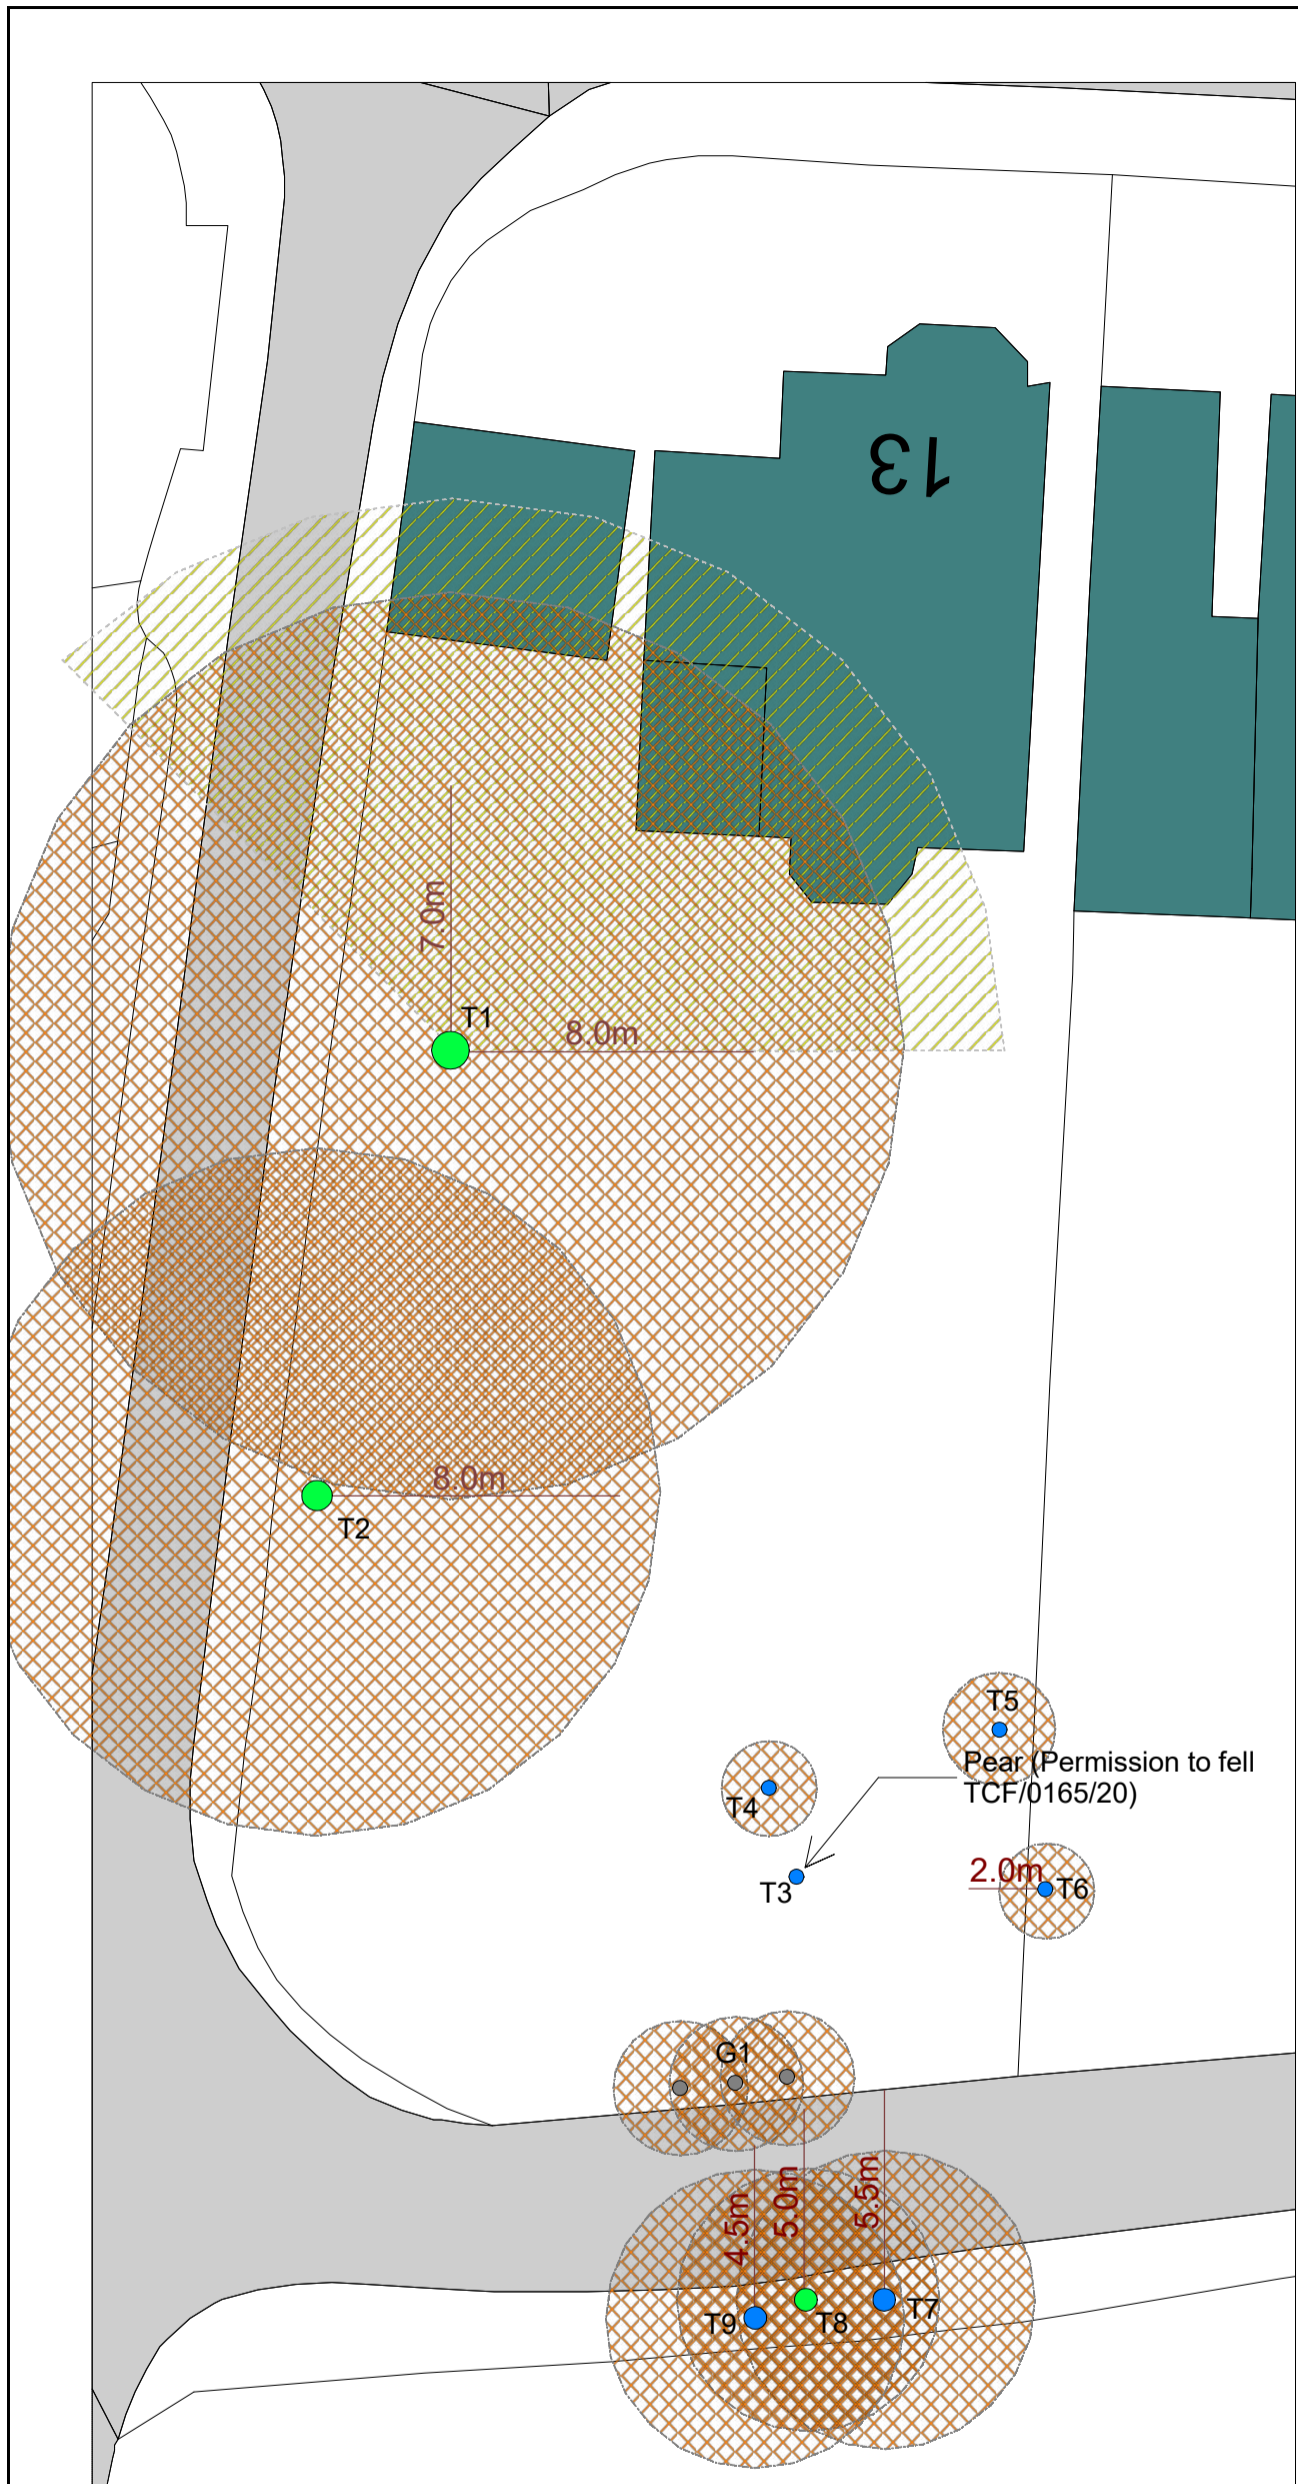 13
7.0m
T1
8.0m
8.0m
T2
T5
Pear (Permission to fell
TCF/0165/20)
T4
2.0m
T6
T3
G1
4.5m
5.0m
5.5m
T9
T8
T7